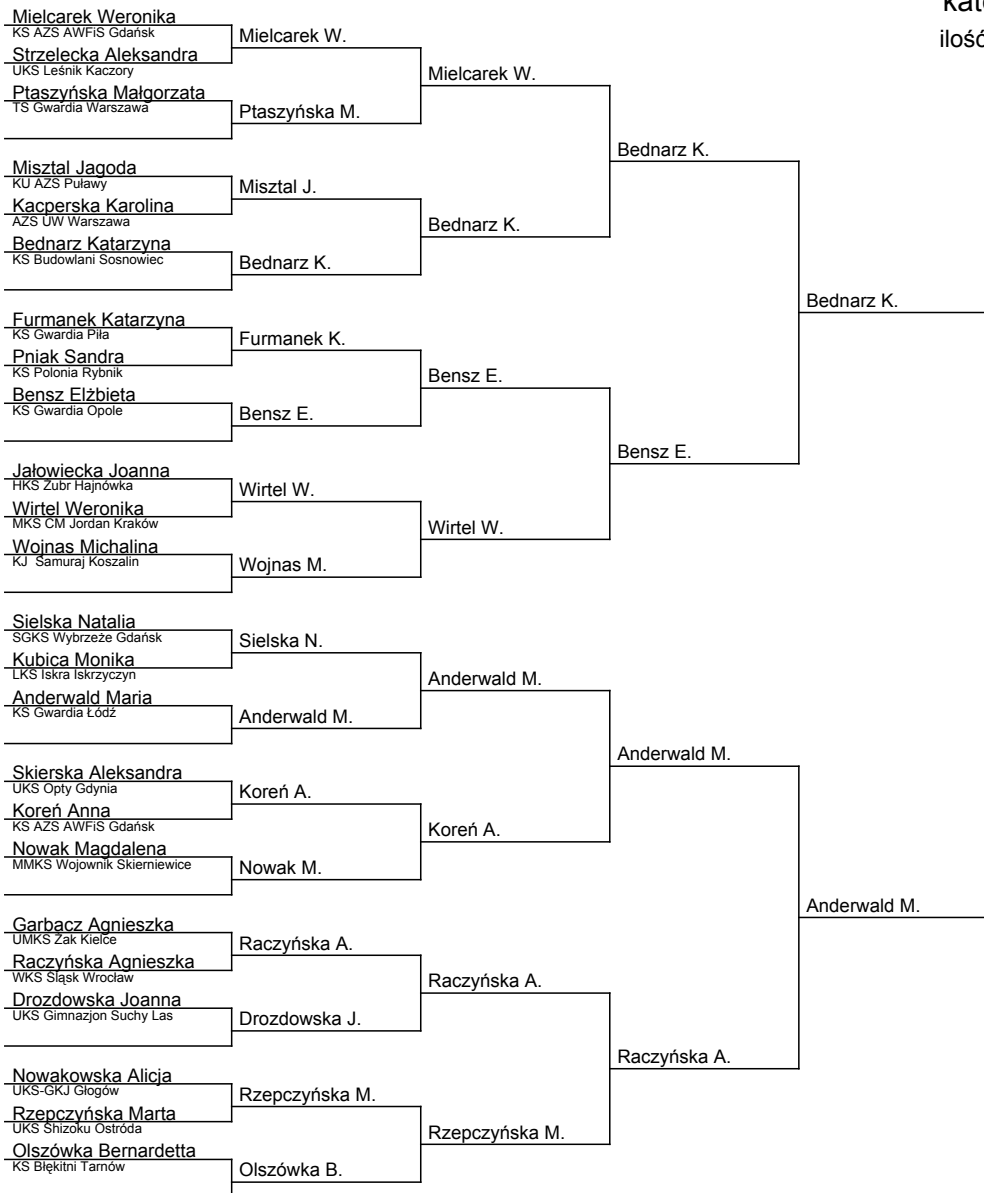 kate
ilość
Mielcarek Weronika
KS AZS AWFiS Gdańsk
Strzelecka Aleksandra
UKS Leśnik Kaczory
Ptaszyńska Małgorzata
TS Gwardia Warszawa
Misztal Jagoda
KU AZS Puławy
Kacperska Karolina
AZS UW Warszawa
Bednarz Katarzyna
KS Budowlani Sosnowiec
Furmanek Katarzyna
KS Gwardia Piła
Pniak Sandra
KS Polonia Rybnik
Bensz Elżbieta
KS Gwardia Opole
Jałowiecka Joanna
HKS Żubr Hajnówka
Wirtel Weronika
MKS CM Jordan Kraków
Wojnas Michalina
KJ Samuraj Koszalin
Sielska Natalia
SGKS Wybrzeże Gdańsk
Kubica Monika
LKS Iskra Iskrzyczyn
Anderwald Maria
KS Gwardia Łódź
Skierska Aleksandra
UKS Opty Gdynia
Koreń Anna
KS AZS AWFiS Gdańsk
Nowak Magdalena
MMKS Wojownik Skierniewice
Garbacz Agnieszka
UMKS Żak Kielce
Raczyńska Agnieszka
WKS Śląsk Wrocław
Drozdowska Joanna
UKS Gimnazjon Suchy Las
Nowakowska Alicja
UKS-GKJ Głogów
Rzepczyńska Marta
UKS Shizoku Ostróda
Olszówka Bernardetta
KS Błękitni Tarnów
Mielcarek W.
Ptaszyńska M.
Misztal J.
Bednarz K.
Furmanek K.
Bensz E.
Wirtel W.
Wojnas M.
Sielska N.
Anderwald M.
Koreń A.
Nowak M.
Raczyńska A.
Drozdowska J.
Rzepczyńska M.
Olszówka B.
Mielcarek W.
Bednarz K.
Bensz E.
Wirtel W.
Anderwald M.
Koreń A.
Raczyńska A.
Rzepczyńska M.
Bednarz K.
Bensz E.
Anderwald M.
Raczyńska A.
Bednarz K.
Anderwald M.